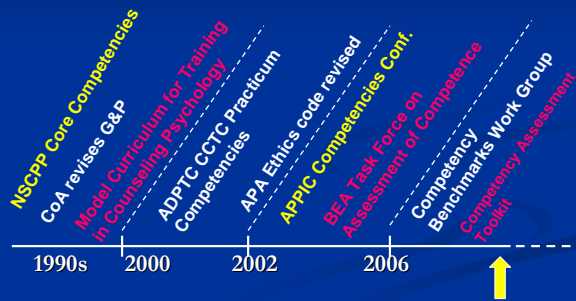 NSCPP Core Competencies
CoA revises G&P
Model Curriculum for Training
in Counseling Psychology
ADPTC CCTC Practicum
Competencies
APA Ethics code revised
APPIC Competencies Conf.
BEA Task Force on
Assessment of Competence
Competency
Benchmarks Work Group
Competency Assessment
Toolkit
1990s
2000
2002
2006